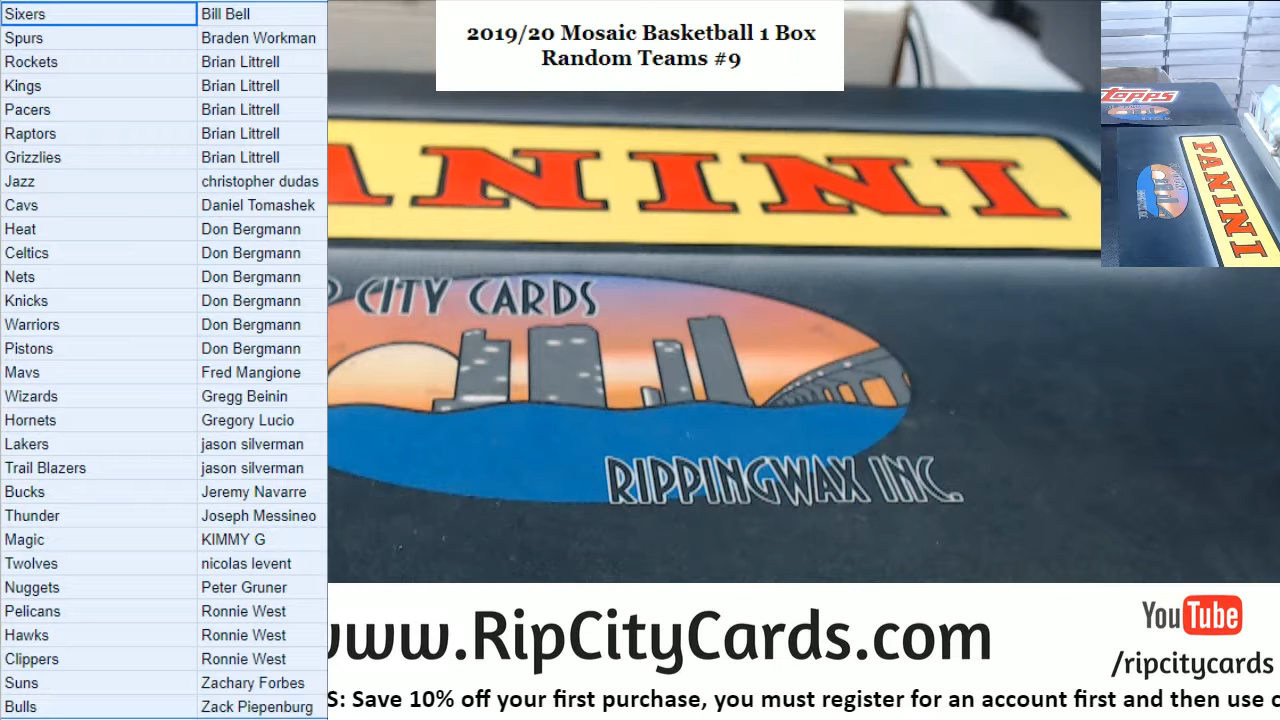 Sixers Bill Bell
Spurs Braden Workman
Rockets Brian Littrell
Kings Brian Littrell
Pacers Brian Littrell
Raptors Brian Littrell
Grizzlies Brian Littrell
Jazz christopher dudas
Cavs Daniel Tomashek
Heat Don Bergmann
Celtics Don Bergmann
Nets Don Bergmann
Knicks Don Bergmann
Warriors Don Bergmann
Pistons Don Bergmann
Mavs Fred Mangione
Wizards Gregg Beinin
Hornets Gregory Lucio
Lakers jason silverman
Trail Blazers jason silverman
Bucks Jeremy Navarre
Thunder Joseph Messineo
Magic KIMMY G
Twolves nicolas levent
Nuggets Peter Gruner
Pelicans Ronnie West
Hawks Ronnie West
Clippers Ronnie West
Suns Zachary Forbes
Bulls Zack Piepenburg
2019/20 Mosaic Basketball 1 Box
Random Teams #9
ANINI
P CITY CARDS
RIPPINGWAX INC.
Topps
PANINI
www.RipCityCards.com
YouTube
/ripcitycards
S: Save 10% off your first purchase, you must register for an account first and then use c